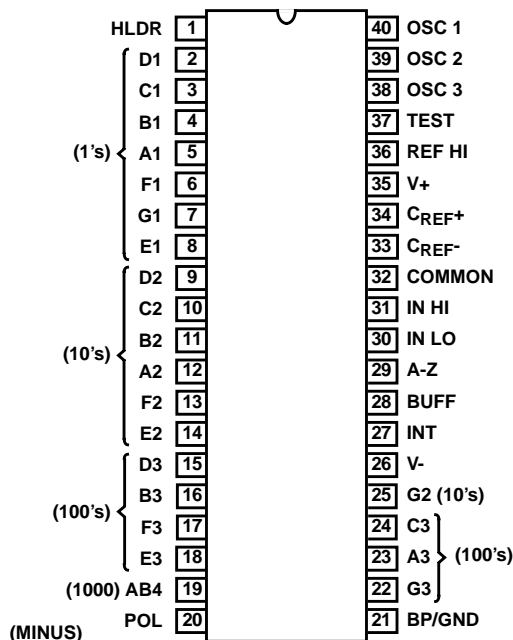 HLDR 1 40 OSC 1
D1 2 39 OSC 2
C1 3 38 OSC 3
B1 4 37 TEST
(1's) A1 5 36 REF HI
F1 6 35 V+
G1 7 34 CREF+
E1 8 33 CREF-
D2 9 32 COMMON
C2 10 31 IN HI
B2 11 30 IN LO
(10's) A2 12 29 A-Z
F2 13 28 BUFF
E2 14 27 INT
D3 15 26 V-
B3 16 25 G2 (10's)
(100's) F3 17 24 C3
E3 18 23 A3 (100's)
(1000) AB4 19 22 G3
(MINUS) POL 20 21 BP/GND